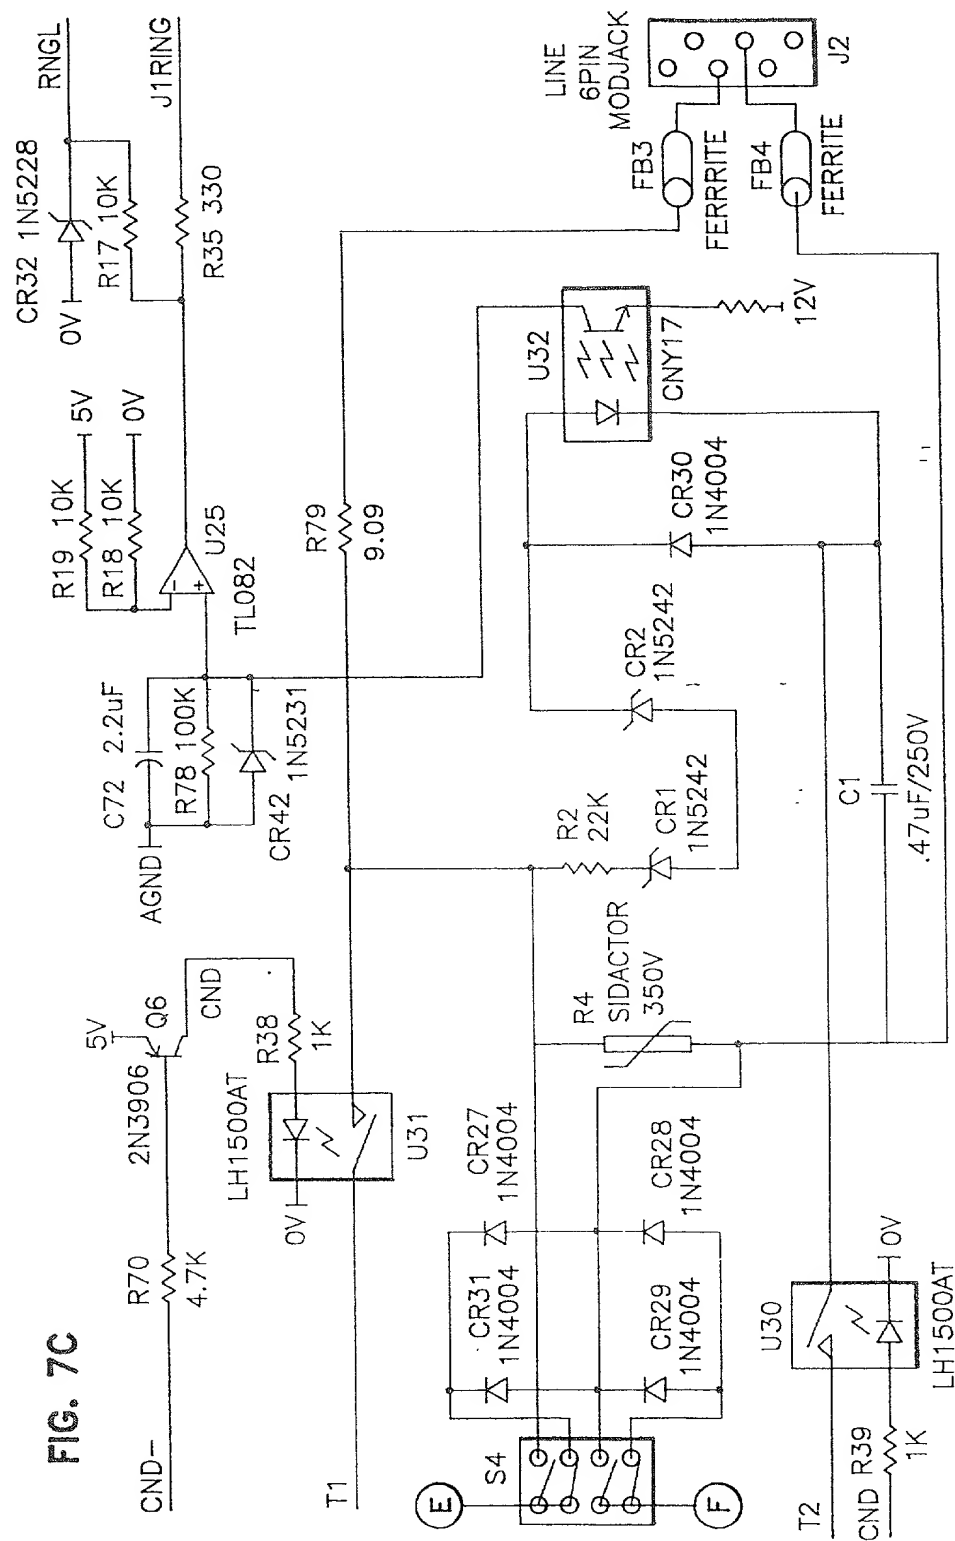 FIG. 7C
CND-
R70
4.7K
2N3906
Q6
5V
CND
R38
1K
LH1500AT
0V
U31
T1
AGND
C72 2.2uF
R78 100K
CR42
1N5231
R19 10K
5V
R18 10K
0V
U25
TL082
CR32 1N5228
0V
R17 10K
R35 330
RNGL
J1RING
R79
9.09
LINE
6PIN
MODJACK
J2
FB3
FERRRITE
FB4
FERRITE
U32
CNY17
12V
CR30
1N4004
CR2
1N5242
CR1
1N5242
R2
22K
R4
SIDACTOR
350V
C1
.47uF/250V
CR27
1N4004
CR31
1N4004
CR28
1N4004
CR29
1N4004
S4
E
F
U30
0V
LH1500AT
T2
CND R39
1K